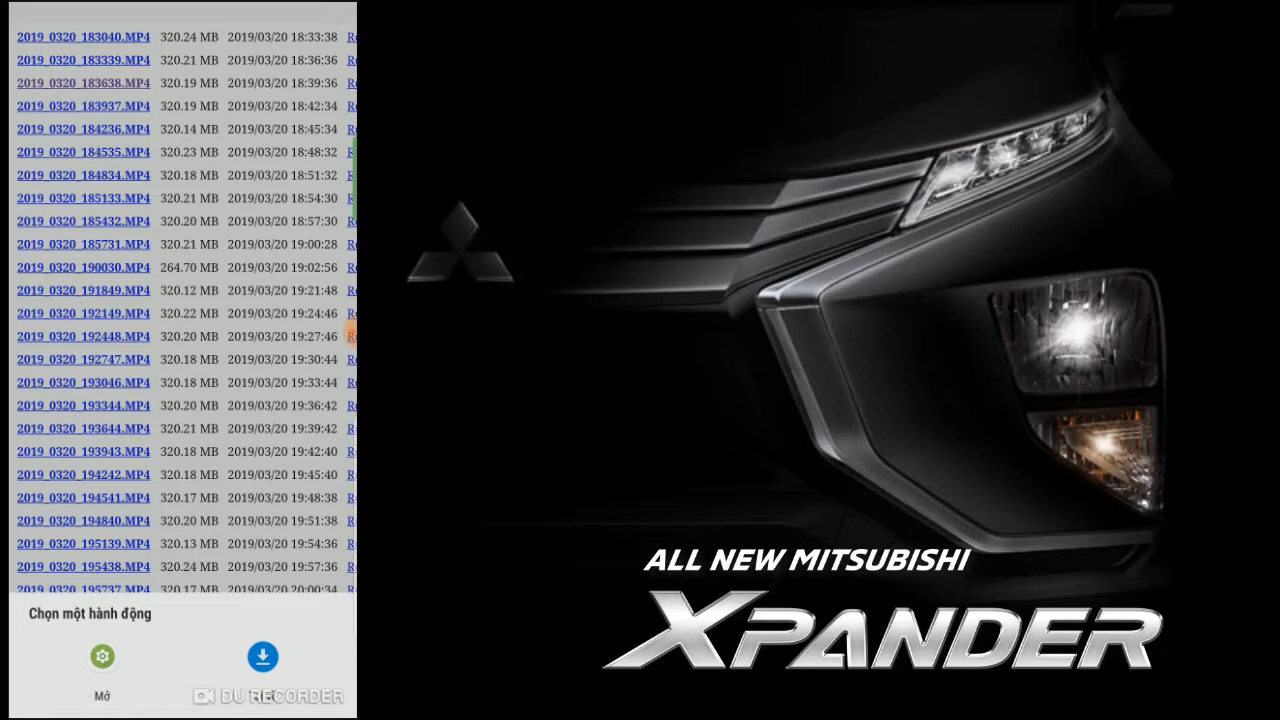 2019_0320_183040.MP4 320.24 MB 2019/03/20 18:33:38
2019_0320_183339.MP4 320.21 MB 2019/03/20 18:36:36
2019_0320_183638.MP4 320.19 MB 2019/03/20 18:39:36
2019_0320_183937.MP4 320.19 MB 2019/03/20 18:42:34
2019_0320_184236.MP4 320.14 MB 2019/03/20 18:45:34
2019_0320_184535.MP4 320.23 MB 2019/03/20 18:48:32
2019_0320_184834.MP4 320.18 MB 2019/03/20 18:51:32
2019_0320_185133.MP4 320.21 MB 2019/03/20 18:54:30
2019_0320_185432.MP4 320.20 MB 2019/03/20 18:57:30
2019_0320_185731.MP4 320.21 MB 2019/03/20 19:00:28
2019_0320_190030.MP4 264.70 MB 2019/03/20 19:02:56
2019_0320_191849.MP4 320.12 MB 2019/03/20 19:21:48
2019_0320_192149.MP4 320.22 MB 2019/03/20 19:24:46
2019_0320_192448.MP4 320.20 MB 2019/03/20 19:27:46
2019_0320_192747.MP4 320.18 MB 2019/03/20 19:30:44
2019_0320_193046.MP4 320.18 MB 2019/03/20 19:33:44
2019_0320_193344.MP4 320.20 MB 2019/03/20 19:36:42
2019_0320_193644.MP4 320.21 MB 2019/03/20 19:39:42
2019_0320_193943.MP4 320.18 MB 2019/03/20 19:42:40
2019_0320_194242.MP4 320.18 MB 2019/03/20 19:45:40
2019_0320_194541.MP4 320.17 MB 2019/03/20 19:48:38
2019_0320_194840.MP4 320.20 MB 2019/03/20 19:51:38
2019_0320_195139.MP4 320.13 MB 2019/03/20 19:54:36
2019_0320_195438.MP4 320.24 MB 2019/03/20 19:57:36
2019_0320_195737.MP4 320.17 MB 2019/03/20 20:00:34
Chọn một hành động
Mở
DU RECORDER
ALL NEW MITSUBISHI
XPANDER